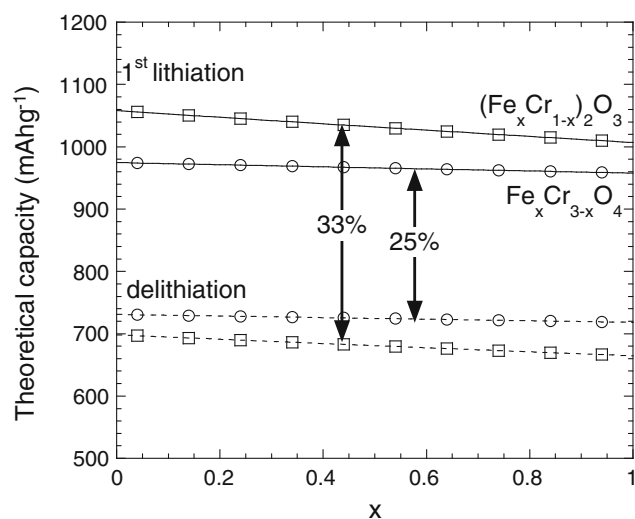 1200
1100
1000
900
800
700
600
500
0
0.2
0.4
0.6
0.8
1
Theoretical capacity (mAhg⁻¹)
x
1ˢᵗ lithiation
(FeₓCr₁₋ₓ)₂O₃
FeₓCr₃₋ₓO₄
33%
25%
delithiation